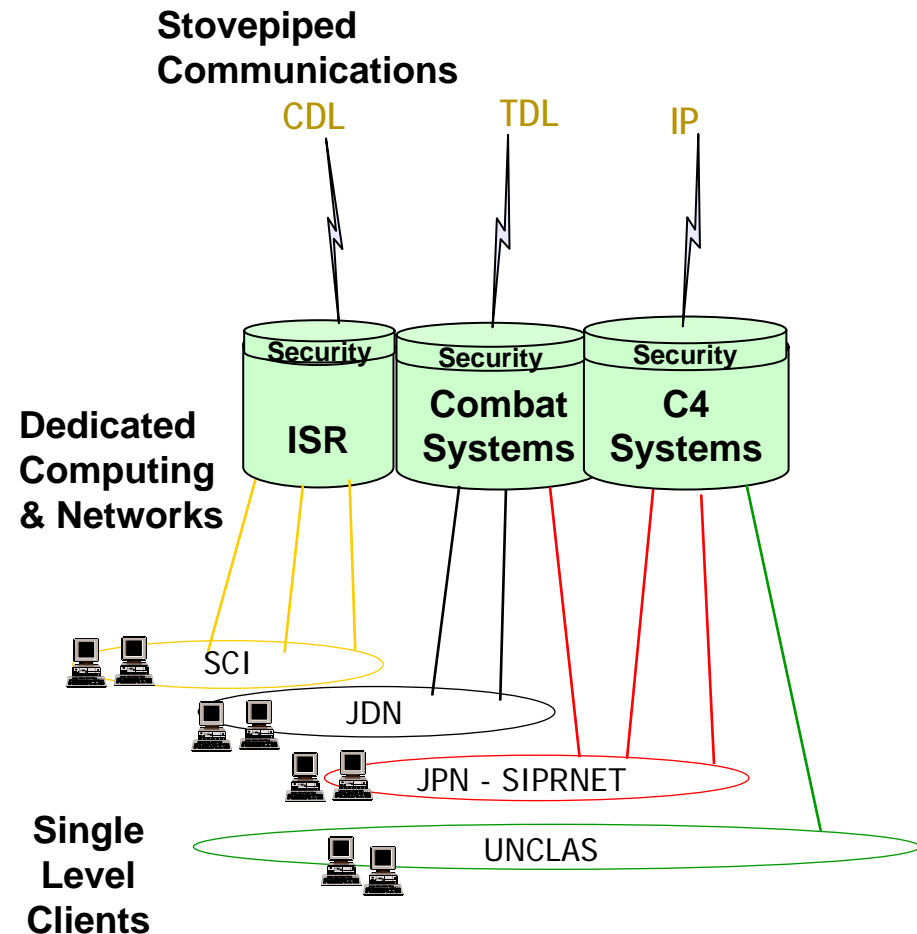 Stovepiped
Communications
CDL
TDL
IP
Security
Security
Security
ISR
Combat
Systems
C4
Systems
Dedicated
Computing
& Networks
SCI
JDN
JPN - SIPRNET
UNCLAS
Single
Level
Clients